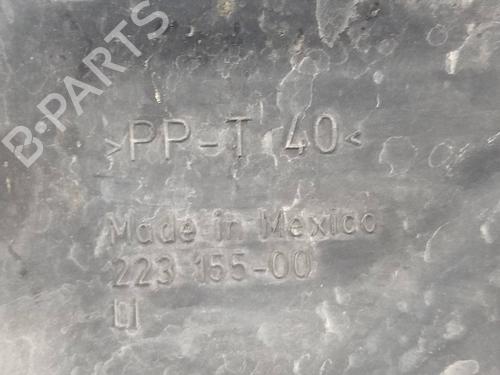 B-PARTS
>PP-T 40<
Made in Mexico
223 155-00
LI